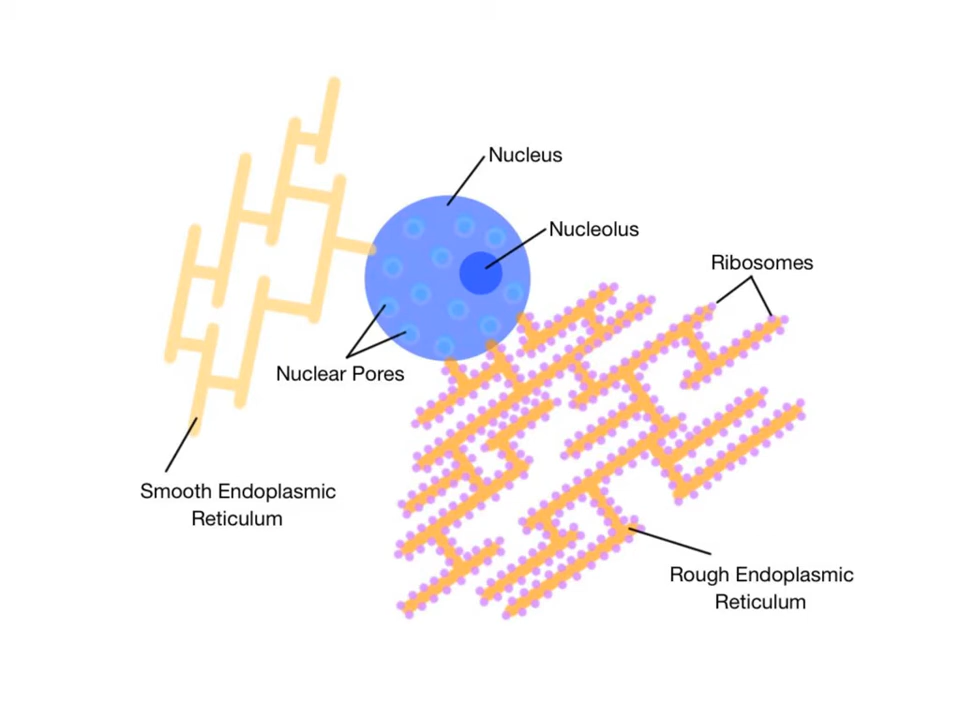 Nucleus
Nucleolus
Ribosomes
Nuclear Pores
Smooth Endoplasmic
Reticulum
Rough Endoplasmic
Reticulum